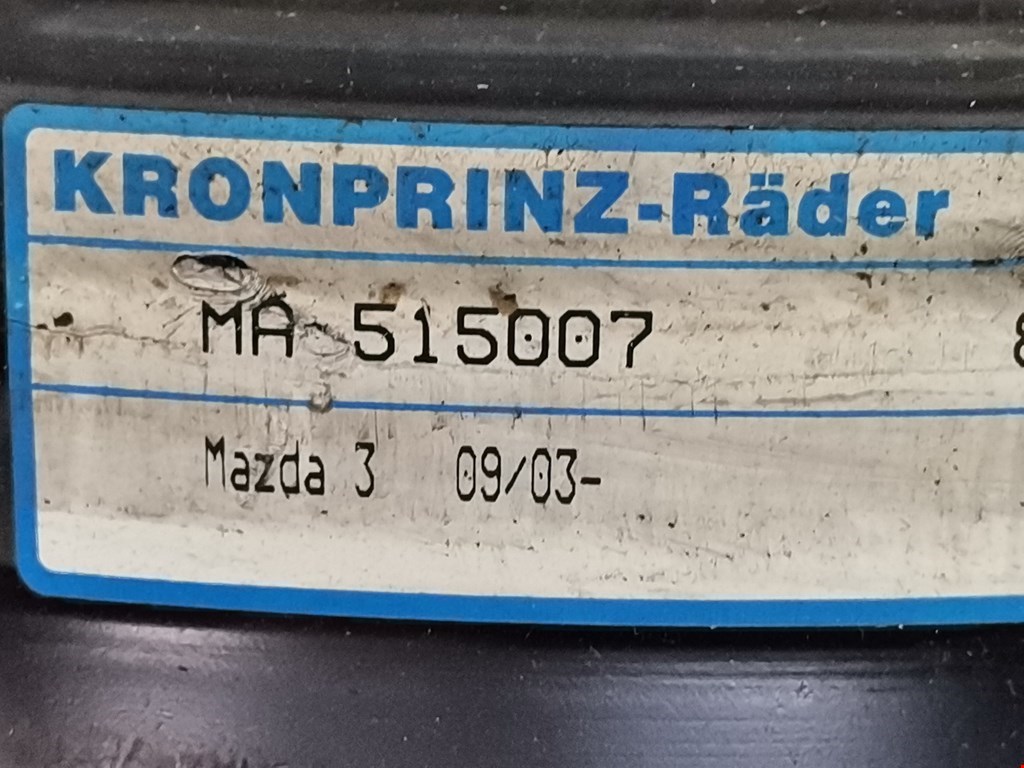 KRONPRINZ-Räder
MA 515007
Mazda 3 09/03-